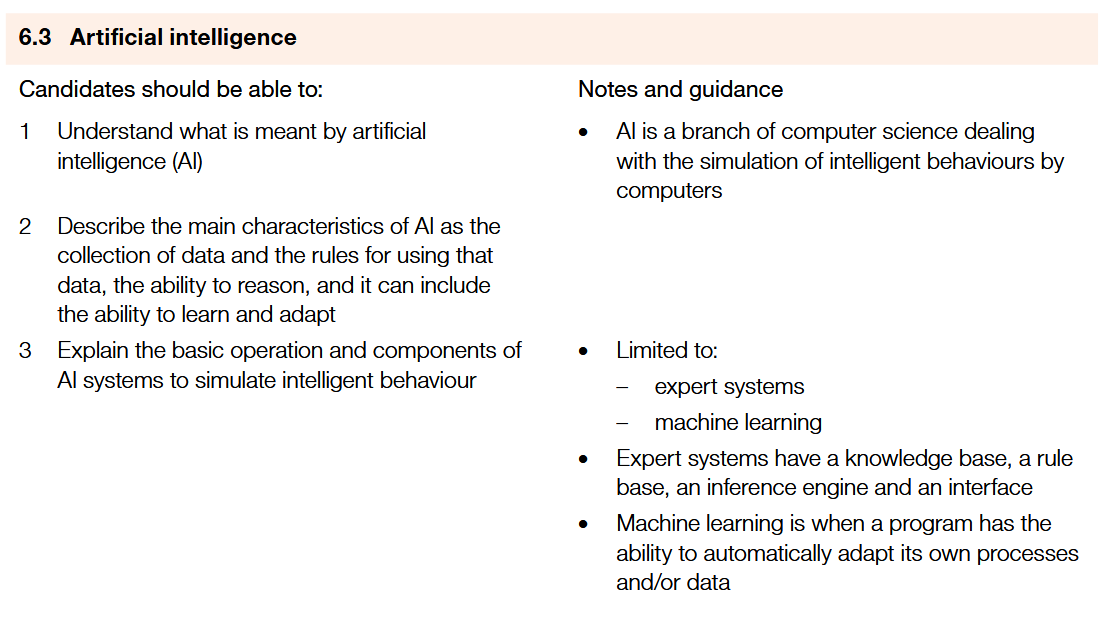 6.3 Artificial intelligence
Candidates should be able to:
Notes and guidance
1 Understand what is meant by artificial
intelligence (AI)
• AI is a branch of computer science dealing
with the simulation of intelligent behaviours by
computers
2 Describe the main characteristics of AI as the
collection of data and the rules for using that
data, the ability to reason, and it can include
the ability to learn and adapt
3 Explain the basic operation and components of
AI systems to simulate intelligent behaviour
• Limited to:
– expert systems
– machine learning
• Expert systems have a knowledge base, a rule
base, an inference engine and an interface
• Machine learning is when a program has the
ability to automatically adapt its own processes
and/or data